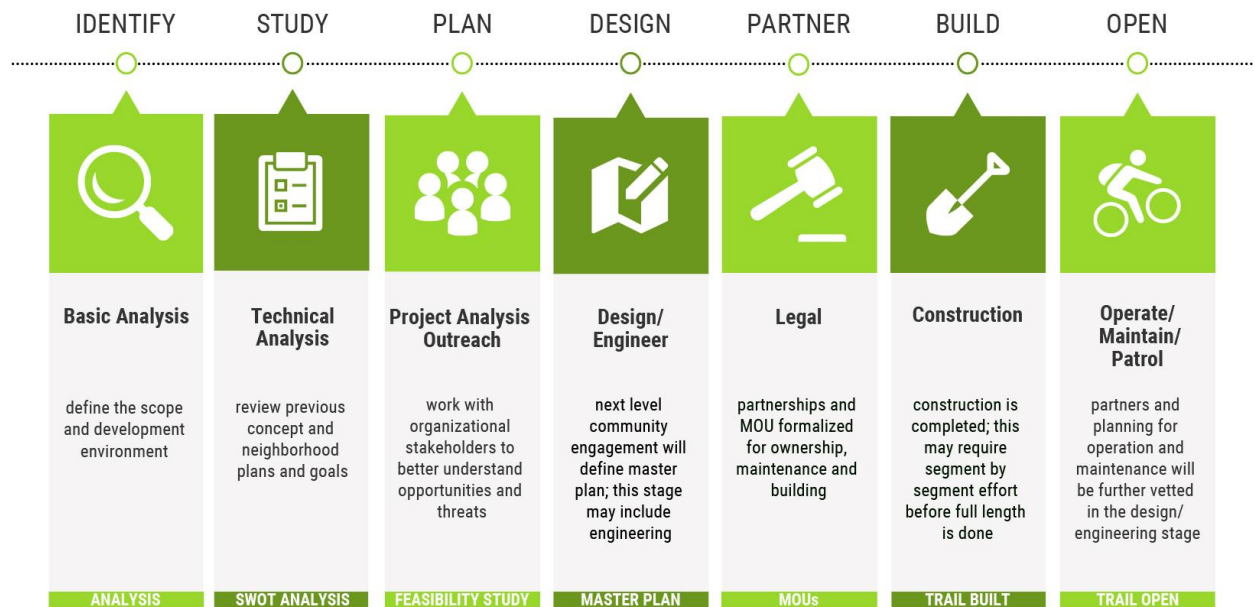 IDENTIFY
STUDY
PLAN
DESIGN
PARTNER
BUILD
OPEN
Basic Analysis
define the scope
and development
environment
ANALYSIS
Technical
Analysis
review previous
concept and
neighborhood
plans and goals
SWOT ANALYSIS
Project Analysis
Outreach
work with
organizational
stakeholders to
better understand
opportunities and
threats
FEASIBILITY STUDY
Design/
Engineer
next level
community
engagement will
define master
plan; this stage
may include
engineering
MASTER PLAN
Legal
partnerships and
MOU formalized
for ownership,
maintenance and
building
MOUs
Construction
construction is
completed; this
may require
segment by
segment effort
before full length
is done
TRAIL BUILT
Operate/
Maintain/
Patrol
partners and
planning for
operation and
maintenance will
be further vetted
in the design/
engineering stage
TRAIL OPEN